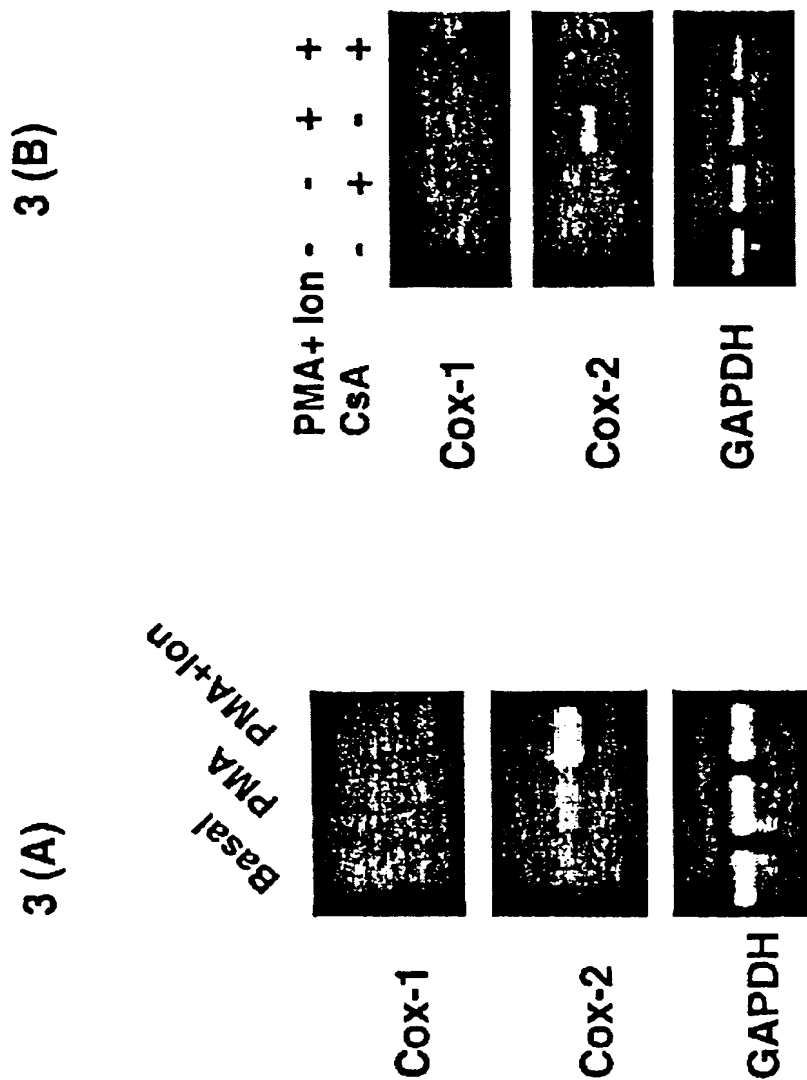 3 (A)
Basal PMA PMA+Ion
Cox-1
Cox-2
GAPDH
3 (B)
PMA+ Ion - - + +
CsA - + - +
Cox-1
Cox-2
GAPDH